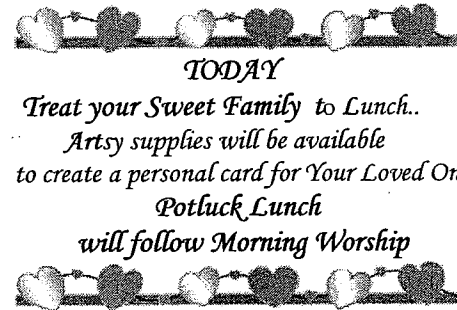 TODAY
Treat your Sweet Family to Lunch..
Artsy supplies will be available
to create a personal card for Your Loved On
Potluck Lunch
will follow Morning Worship